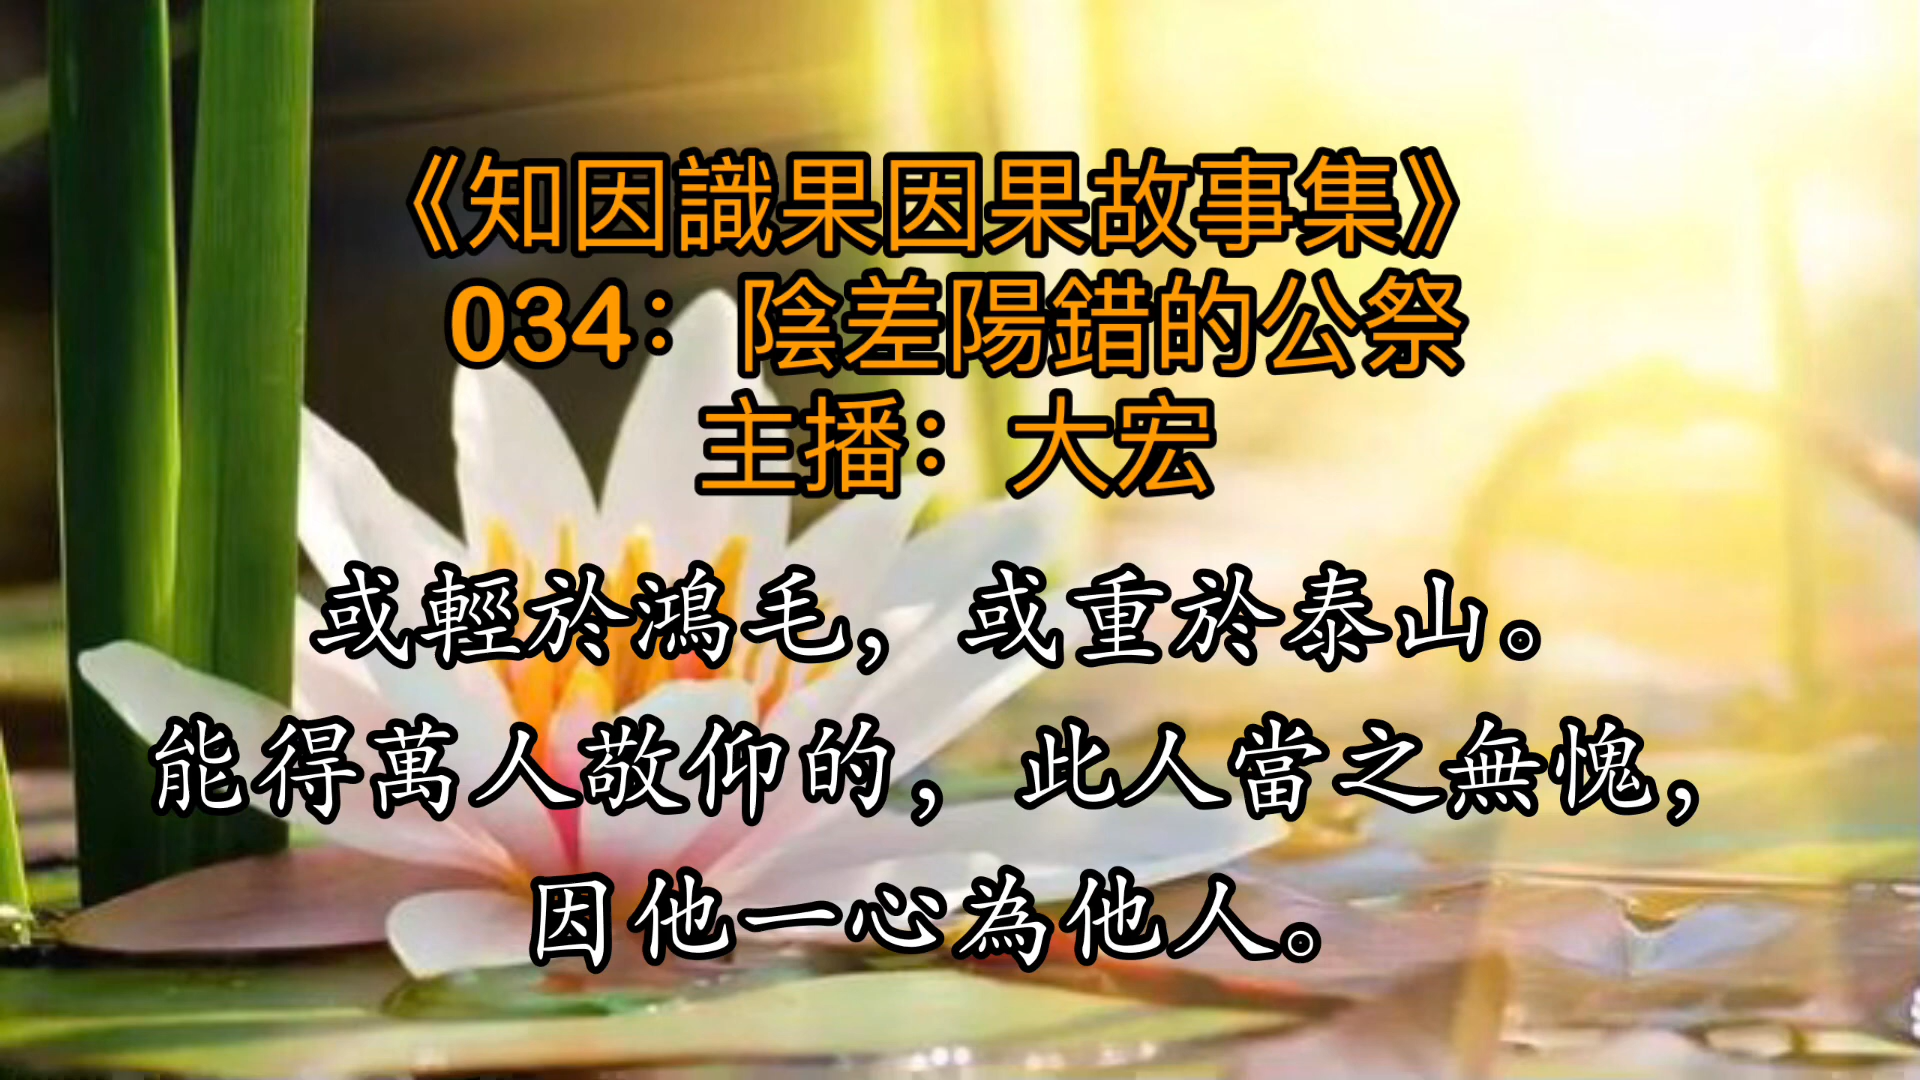 《知因識果因果故事集》
034：陰差陽錯的公祭
主播：大宏
或輕於鴻毛，或重於泰山。
能得萬人敬仰的，此人當之無愧，
因他一心為他人。